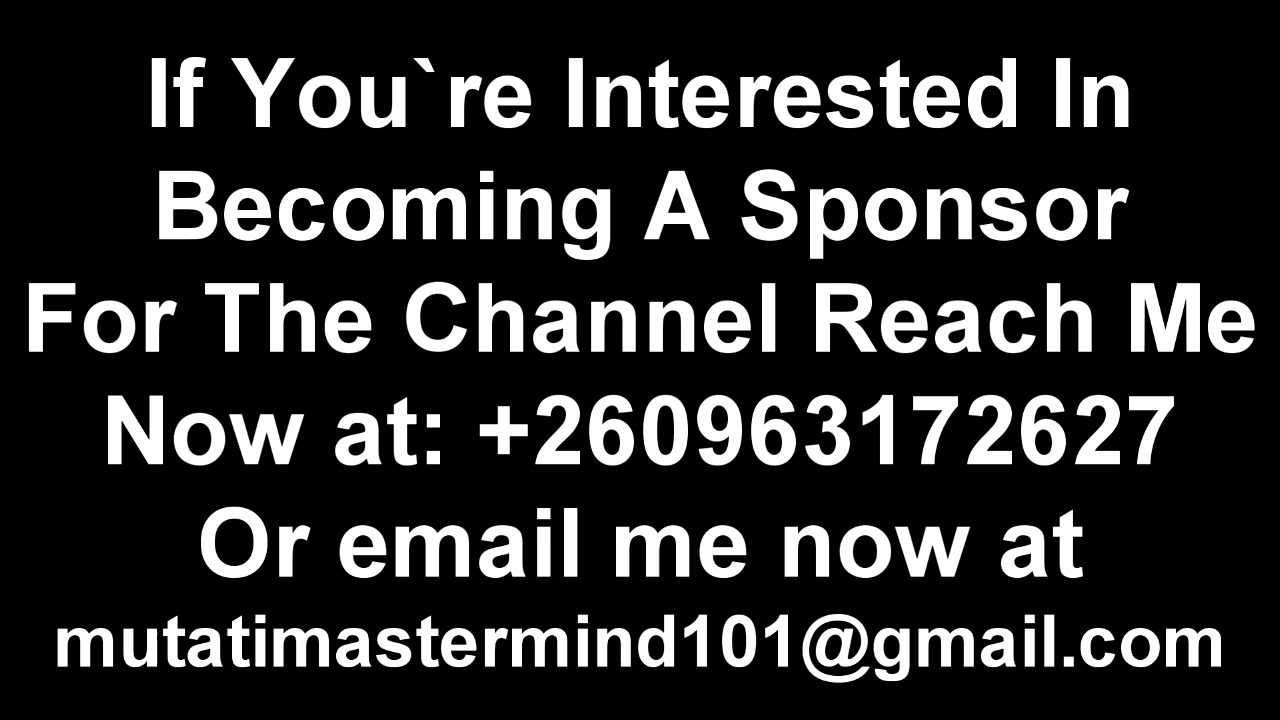 If You`re Interested In
Becoming A Sponsor
For The Channel Reach Me
Now at: +260963172627
Or email me now at
mutatimastermind101@gmail.com